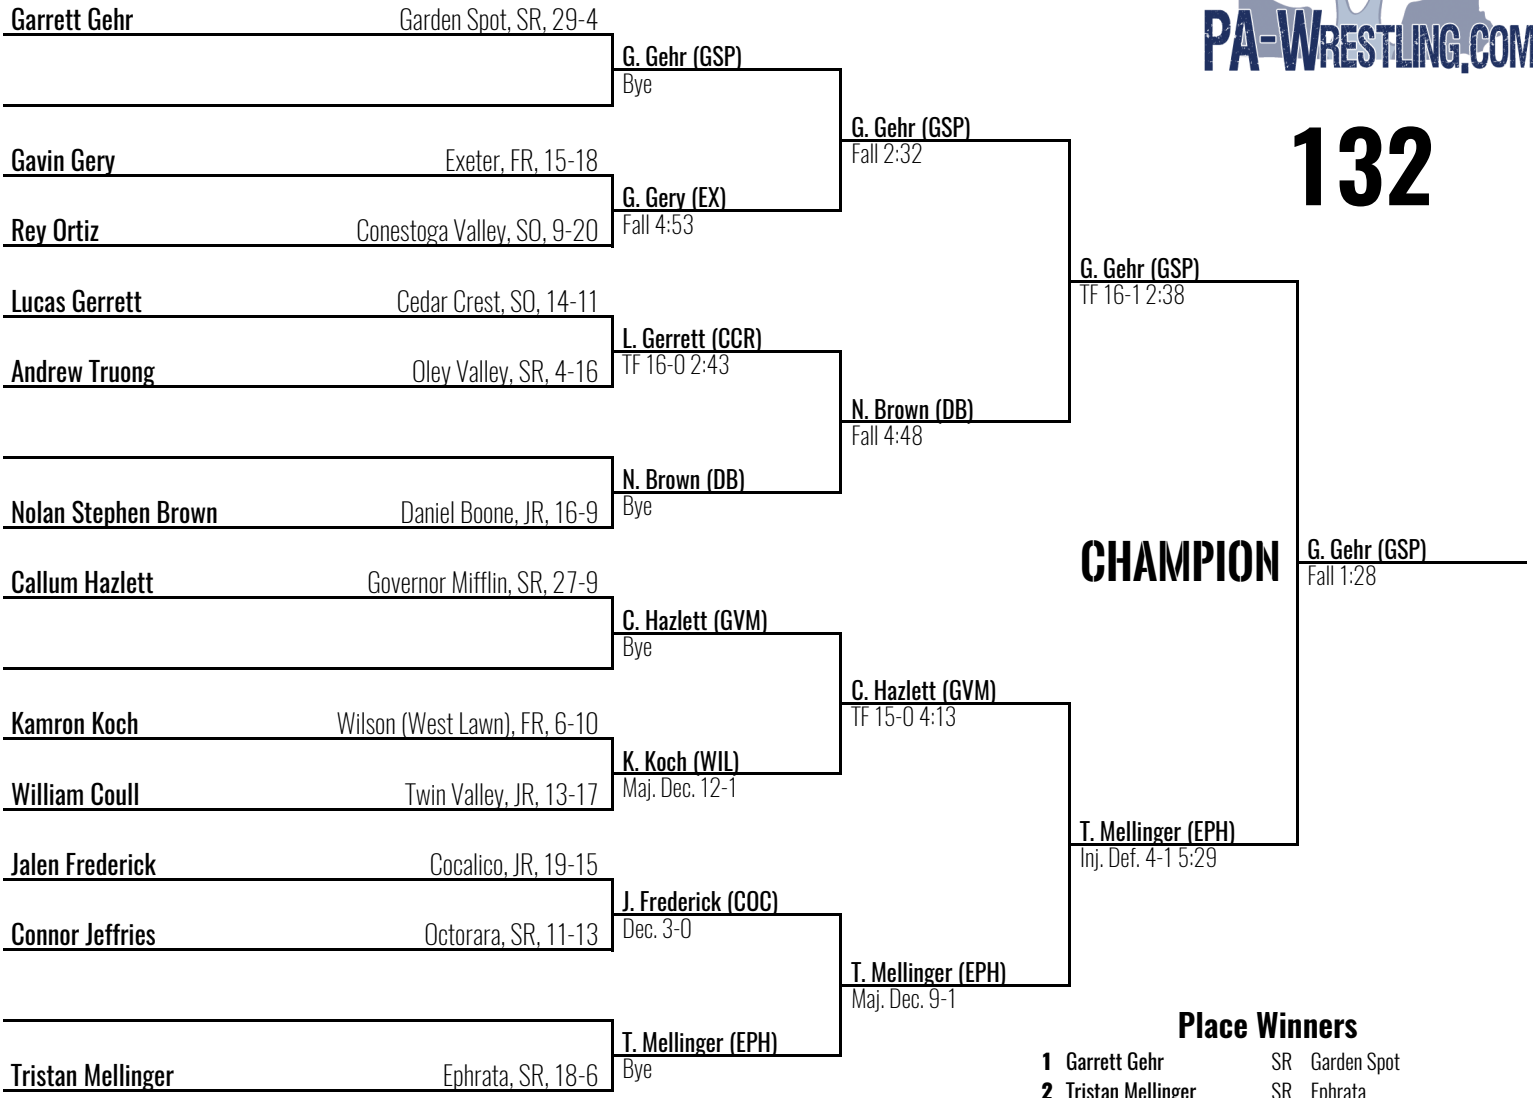 PA-WRESTLING.COM
132
Garrett Gehr Garden Spot, SR, 29-4
Gavin Gery Exeter, FR, 15-18
Rey Ortiz Conestoga Valley, SO, 9-20
Lucas Gerrett Cedar Crest, SO, 14-11
Andrew Truong Oley Valley, SR, 4-16
Nolan Stephen Brown Daniel Boone, JR, 16-9
Callum Hazlett Governor Mifflin, SR, 27-9
Kamron Koch Wilson (West Lawn), FR, 6-10
William Coull Twin Valley, JR, 13-17
Jalen Frederick Cocalico, JR, 19-15
Connor Jeffries Octorara, SR, 11-13
Tristan Mellinger Ephrata, SR, 18-6
G. Gehr (GSP)
Bye
G. Gery (EX)
Fall 4:53
L. Gerrett (CCR)
TF 16-0 2:43
N. Brown (DB)
Bye
C. Hazlett (GVM)
Bye
K. Koch (WIL)
Maj. Dec. 12-1
J. Frederick (COC)
Dec. 3-0
T. Mellinger (EPH)
Bye
G. Gehr (GSP)
Fall 2:32
N. Brown (DB)
Fall 4:48
C. Hazlett (GVM)
TF 15-0 4:13
T. Mellinger (EPH)
Maj. Dec. 9-1
G. Gehr (GSP)
TF 16-1 2:38
T. Mellinger (EPH)
Inj. Def. 4-1 5:29
CHAMPION
G. Gehr (GSP)
Fall 1:28
Place Winners
1 Garrett Gehr SR Garden Spot
2 Tristan Mellinger SR Ephrata